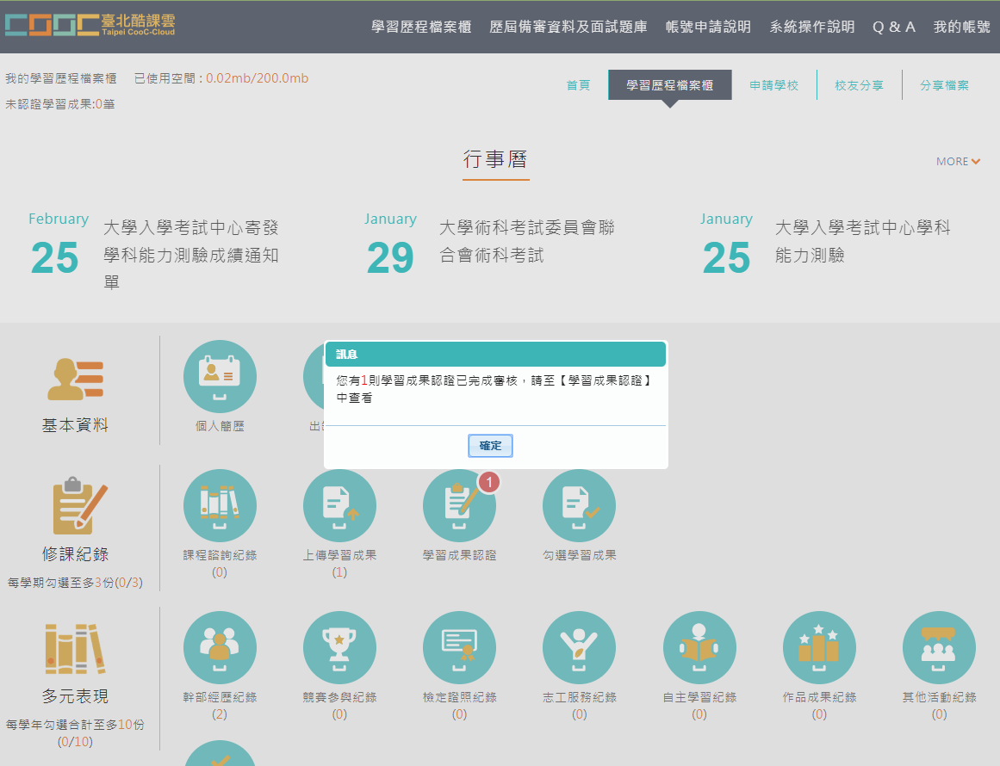 COOC 臺北酷課雲
Taipei CooC-Cloud
學習歷程檔案櫃 歷屆備審資料及面試題庫 帳號申請說明 系統操作說明 Q & A 我的帳號
我的學習歷程檔案櫃 已使用空間 : 0.02mb/200.0mb
未認證學習成果:0筆
首頁 學習歷程檔案櫃 申請學校 校友分享 分享檔案
行事曆
MORE
February
25
大學入學考試中心寄發
學科能力測驗成績通知
單
January
29
大學術科考試委員會聯
合會術科考試
January
25
大學入學考試中心學科
能力測驗
訊息
您有1則學習成果認證已完成審核，請至【學習成果認證】
中查看
確定
基本資料
個人簡歷
修課紀錄
每學期勾選至多3份(0/3)
課程諮詢紀錄
(0)
上傳學習成果
(1)
1
學習成果認證
勾選學習成果
多元表現
每學年勾選合計至多10份
(0/10)
幹部經歷紀錄
(2)
競賽參與紀錄
(0)
檢定證照紀錄
(0)
志工服務紀錄
(0)
自主學習紀錄
(0)
作品成果紀錄
(0)
其他活動紀錄
(0)